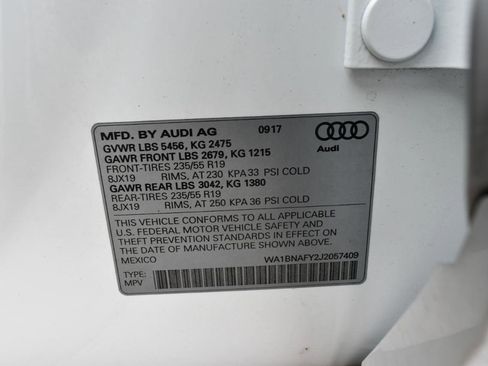 MFD. BY AUDI AG 0917
GVWR LBS 5456, KG 2475
GAWR FRONT LBS 2679, KG 1215
FRONT-TIRES 235/55 R19
8JX19 RIMS, AT 230 KPA 33 PSI COLD
GAWR REAR LBS 3042, KG 1380
REAR-TIRES 235/55 R19
8JX19 RIMS, AT 250 KPA 36 PSI COLD
Audi
THIS VEHICLE CONFORMS TO ALL APPLICABLE
U.S. FEDERAL MOTOR VEHICLE SAFETY AND
THEFT PREVENTION STANDARDS IN EFFECT ON
THE DATE OF MANUFACTURE SHOWN ABOVE.
MEXICO WA1BNAFY2J2057409
TYPE:
MPV